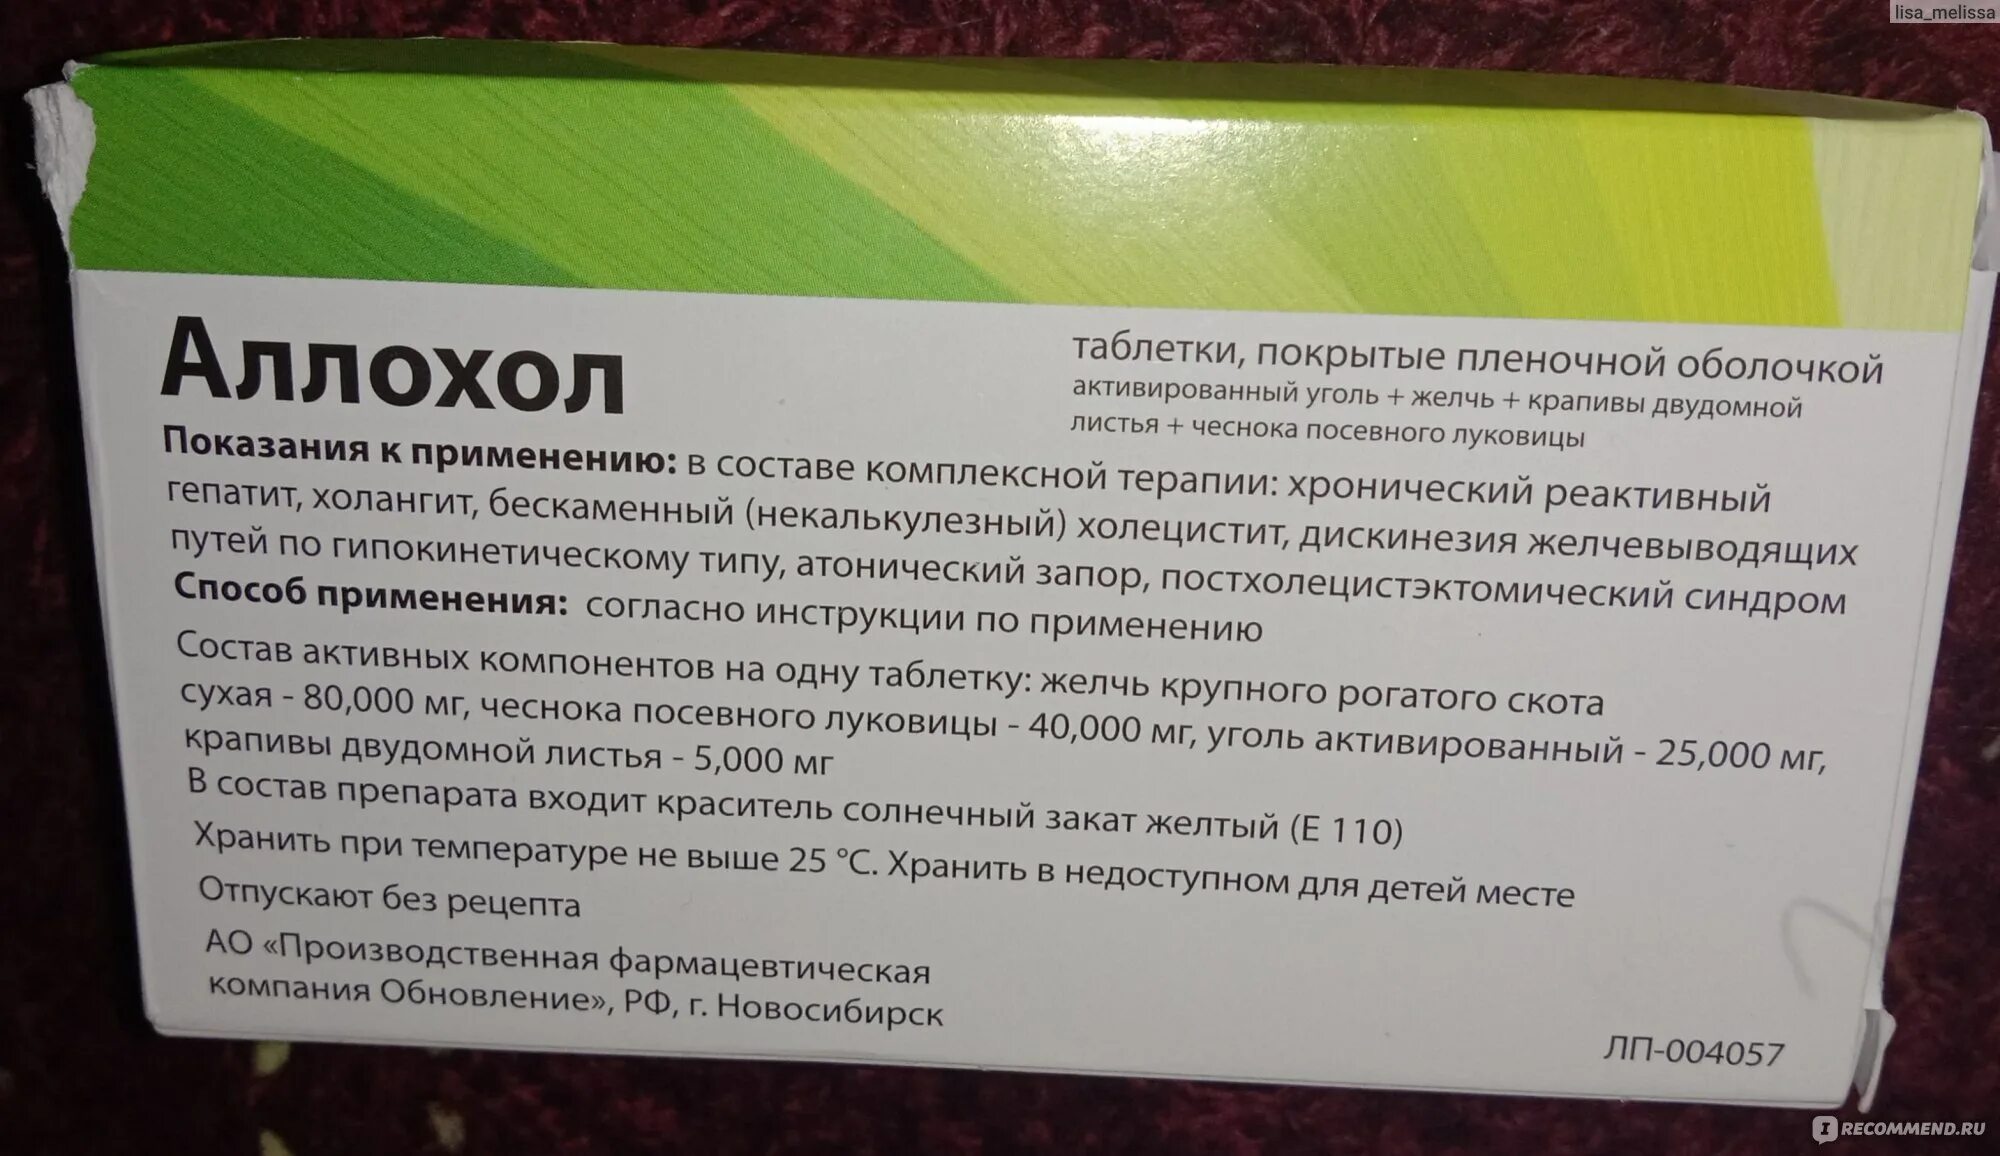 lisa_melissa
Аллохол
таблетки, покрытые пленочной оболочкой
активированный уголь + желчь + крапивы двудомной
листья + чеснока посевного луковицы
Показания к применению: в составе комплексной терапии: хронический реактивный
гепатит, холангит, бескаменный (некалькулезный) холецистит, дискинезия желчевыводящих
путей по гипокинетическому типу, атонический запор, постхолецистэктомический синдром
Способ применения: согласно инструкции по применению
Состав активных компонентов на одну таблетку: желчь крупного рогатого скота
сухая - 80,000 мг, чеснока посевного луковицы - 40,000 мг, уголь активированный - 25,000 мг,
крапивы двудомной листья - 5,000 мг
В состав препарата входит краситель солнечный закат желтый (Е 110)
Хранить при температуре не выше 25 °С. Хранить в недоступном для детей месте
Отпускают без рецепта
АО «Производственная фармацевтическая
компания Обновление», РФ, г. Новосибирск
ЛП-004057
IRECOMMEND.RU